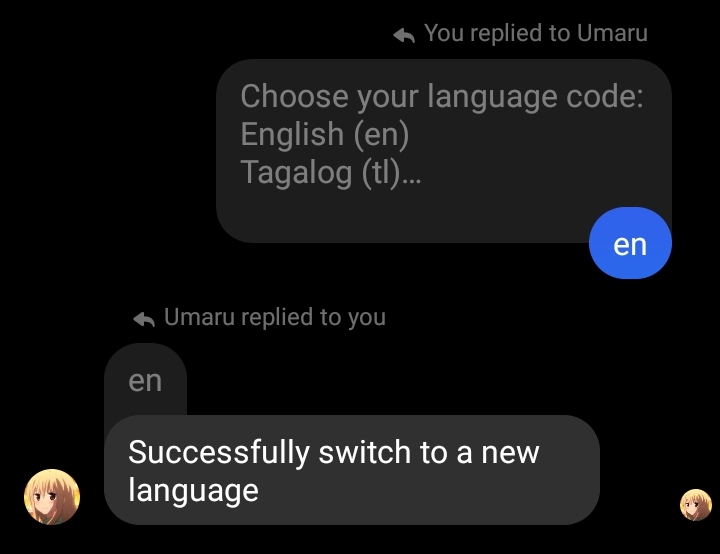 You replied to Umaru
Choose your language code:
English (en)
Tagalog (tl)...
en
Umaru replied to you
en
Successfully switch to a new
language